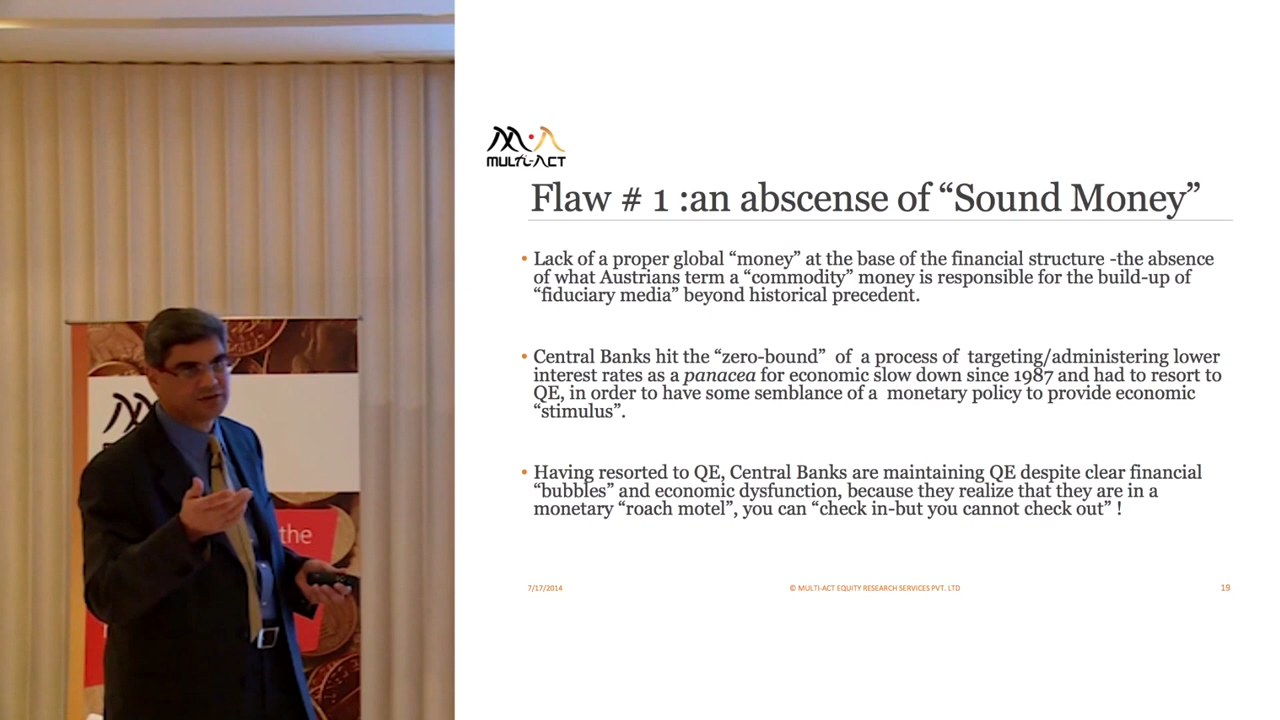 MULTi-ACT
Flaw # 1 :an abscense of “Sound Money”
• Lack of a proper global “money” at the base of the financial structure -the absence
of what Austrians term a “commodity” money is responsible for the build-up of
“fiduciary media” beyond historical precedent.
• Central Banks hit the “zero-bound” of a process of targeting/administering lower
interest rates as a panacea for economic slow down since 1987 and had to resort to
QE, in order to have some semblance of a monetary policy to provide economic
“stimulus”.
• Having resorted to QE, Central Banks are maintaining QE despite clear financial
“bubbles” and economic dysfunction, because they realize that they are in a
monetary “roach motel”, you can “check in-but you cannot check out” !
7/17/2014
© MULTI-ACT EQUITY RESEARCH SERVICES PVT. LTD
19
the